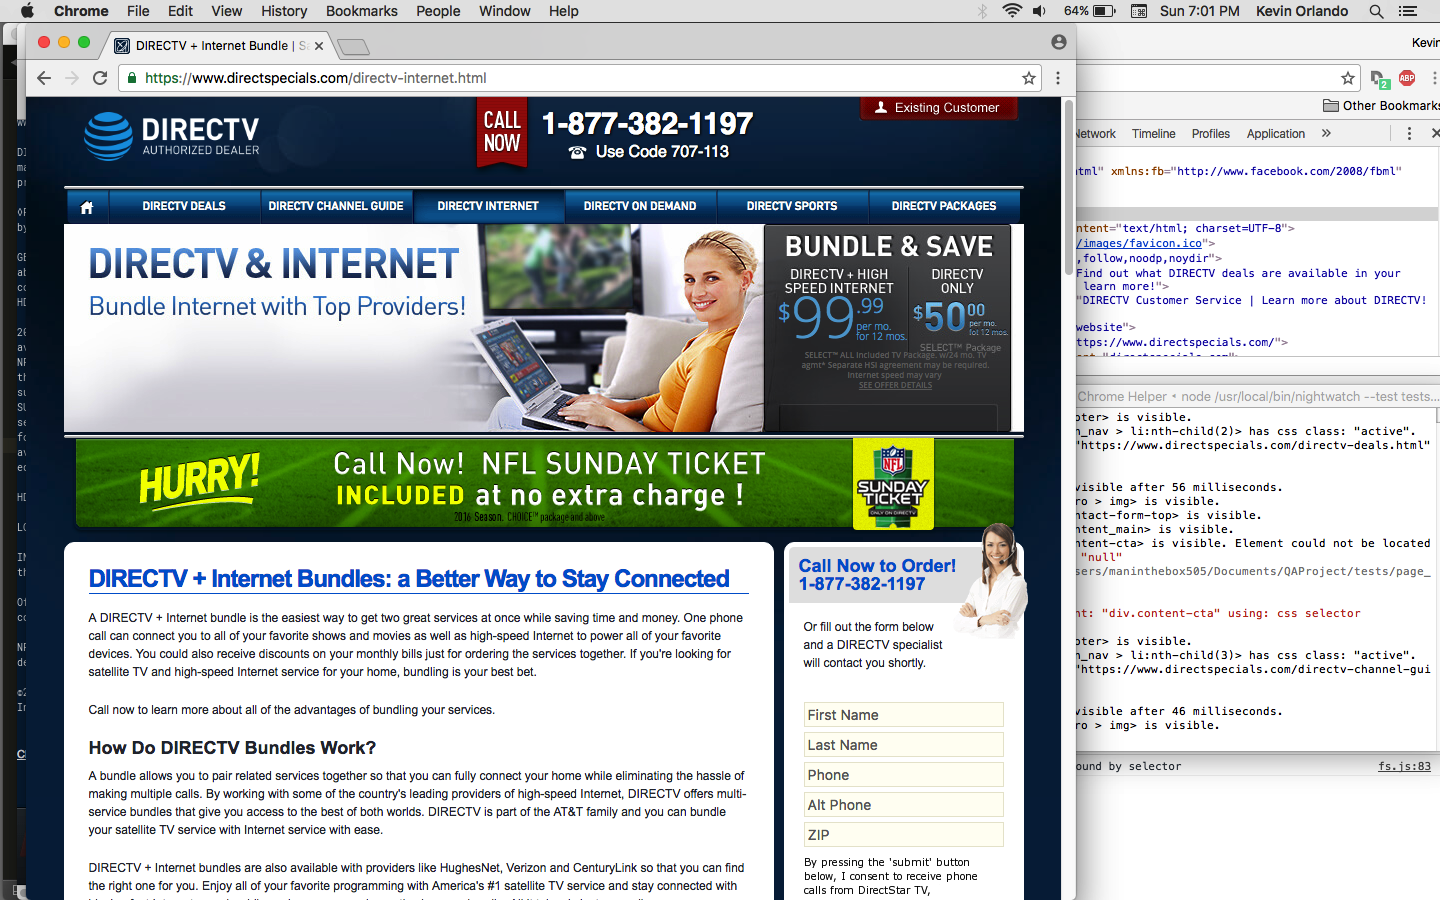 Chrome File Edit View History Bookmarks People Window Help 64% Sun 7:01 PM Kevin Orlando
DIRECTV + Internet Bundle | S
Kevin
https://www.directspecials.com/directv-internet.html
ABP
2
Other Bookmarks
DIRECTV
AUTHORIZED DEALER
CALL
NOW
1-877-382-1197
Use Code 707-113
Existing Customer
DIRECTV DEALS
DIRECTV CHANNEL GUIDE
DIRECTV INTERNET
DIRECTV ON DEMAND
DIRECTV SPORTS
DIRECTV PACKAGES
DIRECTV & INTERNET
Bundle Internet with Top Providers!
BUNDLE & SAVE
DIRECTV + HIGH
SPEED INTERNET
$99.99
per mo.
for 12 mos.
DIRECTV
ONLY
$5000
per mo.
for 12 mos.
SELECT™ Package
SELECT™ ALL Included TV Package. w/24 mo. TV
agmt* Separate HSI agreement may be required.
Internet speed may vary
SEE OFFER DETAILS
HURRY!
Call Now! NFL SUNDAY TICKET
INCLUDED at no extra charge !
2016 Season. CHOICE™ package and above
NFL
SUNDAY
TICKET
ONLY ON DIRECTV
DIRECTV + Internet Bundles: a Better Way to Stay Connected
A DIRECTV + Internet bundle is the easiest way to get two great services at once while saving time and money. One phone
call can connect you to all of your favorite shows and movies as well as high-speed Internet to power all of your favorite
devices. You could also receive discounts on your monthly bills just for ordering the services together. If you're looking for
satellite TV and high-speed Internet service for your home, bundling is your best bet.
Call now to learn more about all of the advantages of bundling your services.
How Do DIRECTV Bundles Work?
A bundle allows you to pair related services together so that you can fully connect your home while eliminating the hassle of
making multiple calls. By working with some of the country's leading providers of high-speed Internet, DIRECTV offers multi-
service bundles that give you access to the best of both worlds. DIRECTV is part of the AT&T family and you can bundle
your satellite TV service with Internet service with ease.
DIRECTV + Internet bundles are also available with providers like HughesNet, Verizon and CenturyLink so that you can find
the right one for you. Enjoy all of your favorite programming with America's #1 satellite TV service and stay connected with
Call Now to Order!
1-877-382-1197
Or fill out the form below
and a DIRECTV specialist
will contact you shortly.
First Name
Last Name
Phone
Alt Phone
ZIP
By pressing the 'submit' button
below, I consent to receive phone
calls from DirectStar TV,
Network Timeline Profiles Application »
html" xmlns:fb="http://www.facebook.com/2008/fbml"
ontent="text/html; charset=UTF-8">
/images/favicon.ico">
,follow,noodp,noydir">
Find out what DIRECTV deals are available in your
learn more!">
"DIRECTV Customer Service | Learn more about DIRECTV!
website">
ttps://www.directspecials.com/">
Chrome Helper • node /usr/local/bin/nightwatch --test tests...
oter> is visible.
n_nav > li:nth-child(2)> has css class: "active".
"https://www.directspecials.com/directv-deals.html"
visible after 56 milliseconds.
ro > img> is visible.
ntact-form-top> is visible.
ntent_main> is visible.
ntent-cta> is visible. Element could not be located
"null"
sers/maninthebox505/Documents/QAProject/tests/page_
nt: "div.content-cta" using: css selector
oter> is visible.
n_nav > li:nth-child(3)> has css class: "active".
"https://www.directspecials.com/directv-channel-gui
visible after 46 milliseconds.
ro > img> is visible.
ound by selector
fs.js:83